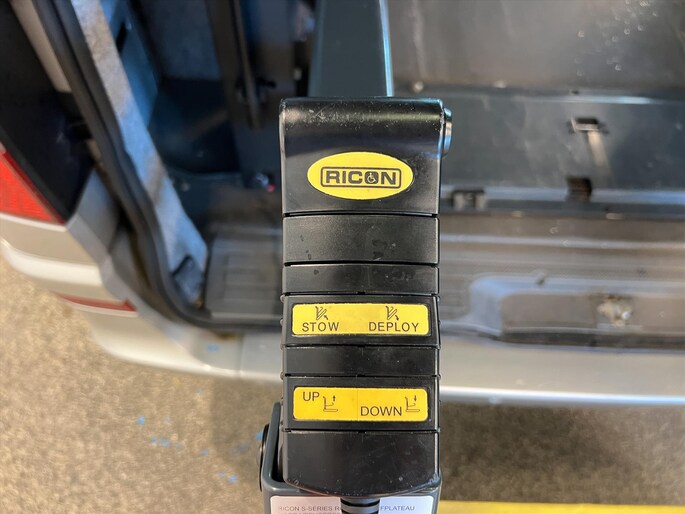 RICON
STOW DEPLOY
UP
DOWN
RICON S-SERIES